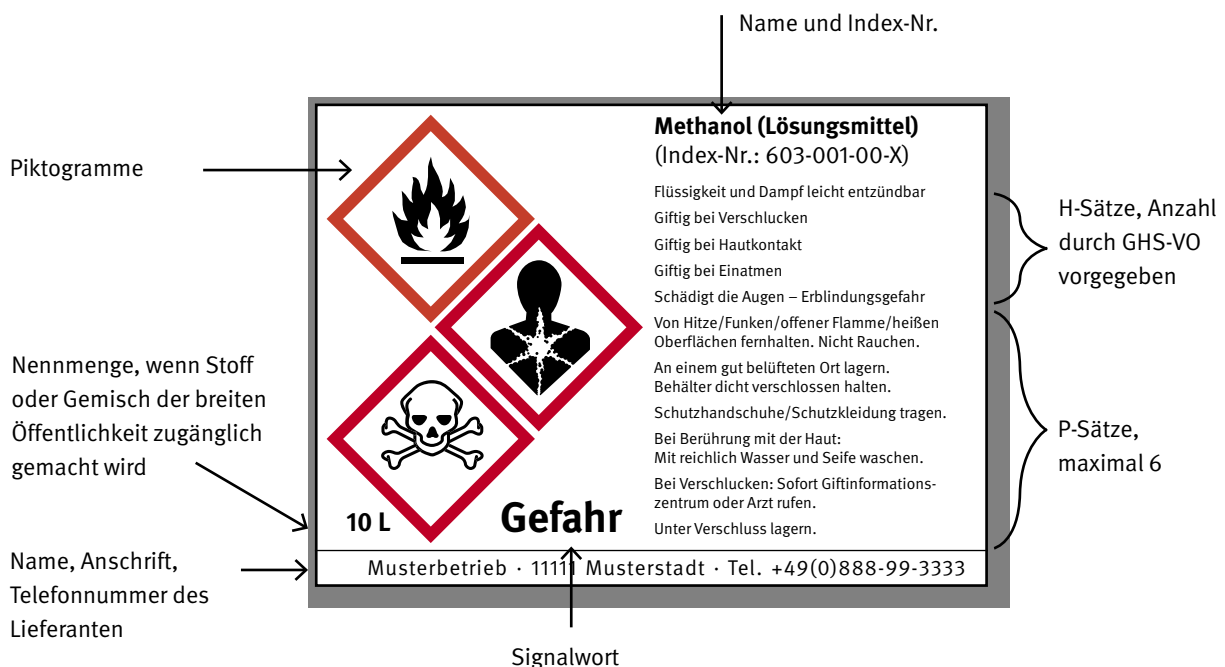 Name und Index-Nr.
Piktogramme
Methanol (Lösungsmittel)
(Index-Nr.: 603-001-00-X)
Flüssigkeit und Dampf leicht entzündbar
Giftig bei Verschlucken
Giftig bei Hautkontakt
Giftig bei Einatmen
Schädigt die Augen – Erblindungsgefahr
Von Hitze/Funken/offener Flamme/heißen
Oberflächen fernhalten. Nicht Rauchen.
An einem gut belüfteten Ort lagern.
Behälter dicht verschlossen halten.
Schutzhandschuhe/Schutzkleidung tragen.
Bei Berührung mit der Haut:
Mit reichlich Wasser und Seife waschen.
Bei Verschlucken: Sofort Giftinformations-
zentrum oder Arzt rufen.
Unter Verschluss lagern.
H-Sätze, Anzahl
durch GHS-VO
vorgegeben
P-Sätze,
maximal 6
Nennmenge, wenn Stoff
oder Gemisch der breiten
Öffentlichkeit zugänglich
gemacht wird
10 L
Gefahr
Name, Anschrift,
Telefonnummer des
Lieferanten
Musterbetrieb · 11111 Musterstadt · Tel. +49(0)888-99-3333
Signalwort